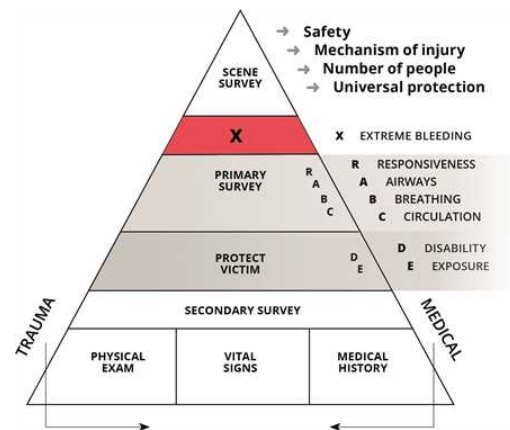 Safety
Mechanism of injury
Number of people
Universal protection
SCENE
SURVEY
X
X EXTREME BLEEDING
PRIMARY
SURVEY
R
A
B
C
R RESPONSIVENESS
A AIRWAYS
B BREATHING
C CIRCULATION
PROTECT
VICTIM
D
E
D DISABILITY
E EXPOSURE
SECONDARY SURVEY
TRAUMA
MEDICAL
PHYSICAL
EXAM
VITAL
SIGNS
MEDICAL
HISTORY